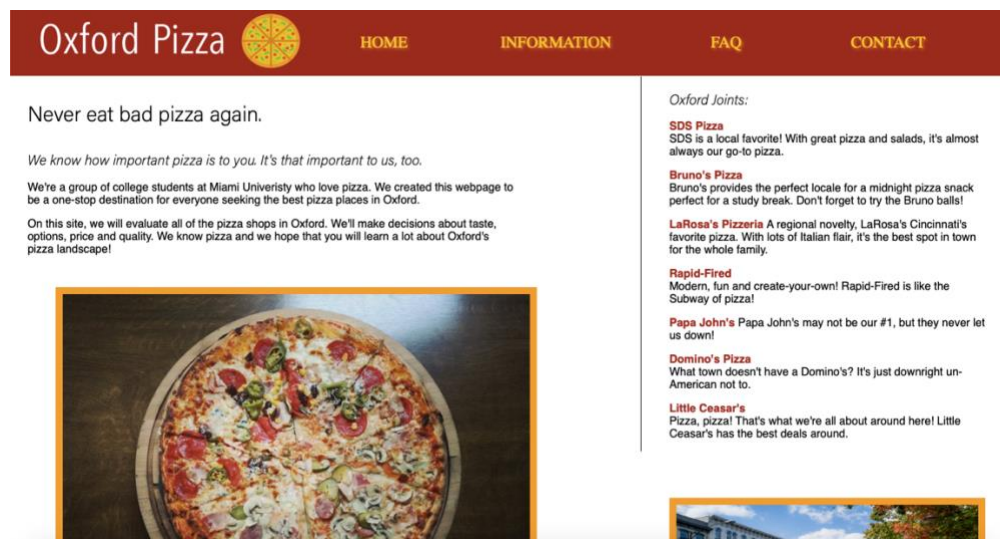 Oxford Pizza
HOME
INFORMATION
FAQ
CONTACT
Never eat bad pizza again.
We know how important pizza is to you. It's that important to us, too.
We're a group of college students at Miami Univeristy who love pizza. We created this webpage to
be a one-stop destination for everyone seeking the best pizza places in Oxford.
On this site, we will evaluate all of the pizza shops in Oxford. We'll make decisions about taste,
options, price and quality. We know pizza and we hope that you will learn a lot about Oxford's
pizza landscape!
Oxford Joints:
SDS Pizza
SDS is a local favorite! With great pizza and salads, it's almost
always our go-to pizza.
Bruno's Pizza
Bruno's provides the perfect locale for a midnight pizza snack
perfect for a study break. Don't forget to try the Bruno balls!
LaRosa's Pizzeria A regional novelty, LaRosa's Cincinnati's
favorite pizza. With lots of Italian flair, it's the best spot in town
for the whole family.
Rapid-Fired
Modern, fun and create-your-own! Rapid-Fired is like the
Subway of pizza!
Papa John's Papa John's may not be our #1, but they never let
us down!
Domino's Pizza
What town doesn't have a Domino's? It's just downright un-
American not to.
Little Ceasar's
Pizza, pizza! That's what we're all about around here! Little
Ceasar's has the best deals around.